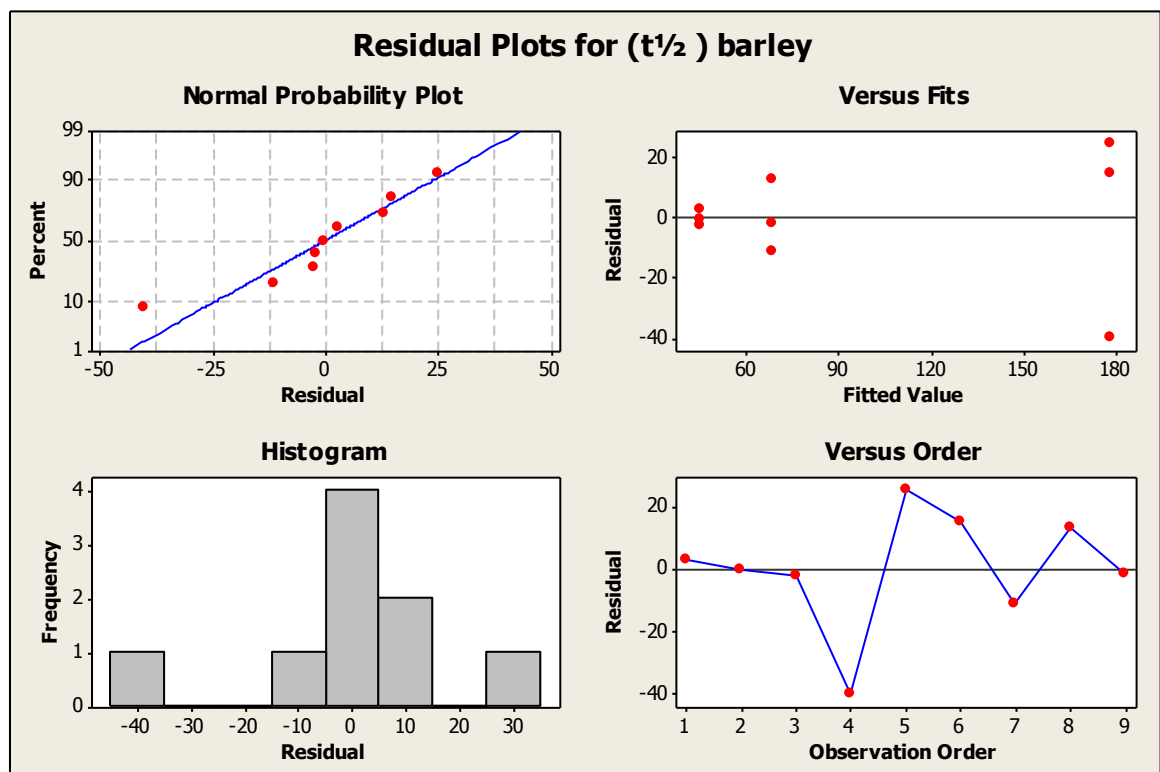 Residual Plots for (t½ ) barley
Normal Probability Plot
Percent
99
90
50
10
1
-50 -25 0 25 50
Residual
Versus Fits
Residual
20
0
-20
-40
60 90 120 150 180
Fitted Value
Histogram
Frequency
4
3
2
1
0
-40 -30 -20 -10 0 10 20 30
Residual
Versus Order
Residual
20
0
-20
-40
1 2 3 4 5 6 7 8 9
Observation Order